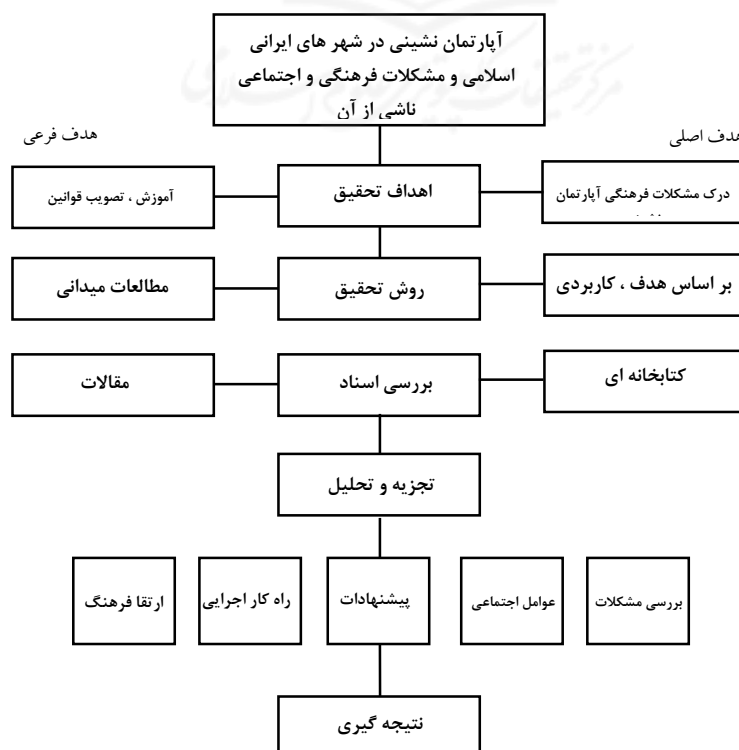 آپارتمان نشینی در شهر های ایرانی
اسلامی و مشکلات فرهنگی و اجتماعی
ناشی از آن
هدف اصلی
هدف فرعی
درک مشکلات فرهنگی آپارتمان
اهداف تحقیق
آموزش ، تصویب قوانین
بر اساس هدف ، کاربردی
روش تحقیق
مطالعات میدانی
کتابخانه ای
بررسی اسناد
مقالات
تجزیه و تحلیل
بررسی مشکلات
عوامل اجتماعی
پیشنهادات
راه کار اجرایی
ارتقا فرهنگ
نتیجه گیری